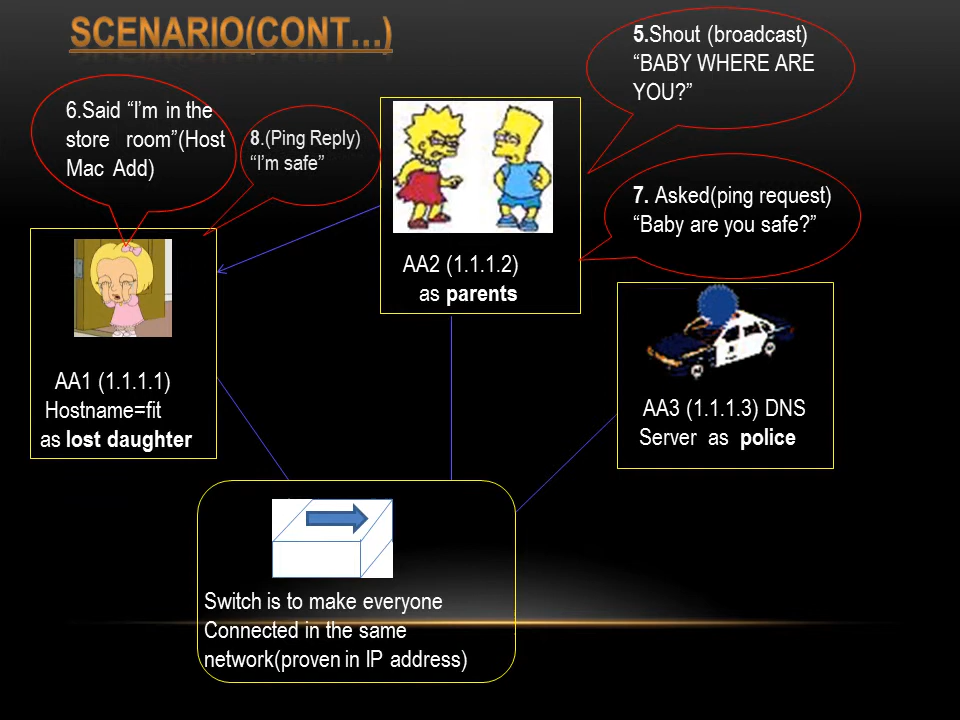 SCENARIO(CONT…)
5.Shout (broadcast)
“BABY WHERE ARE
YOU?”
6.Said “I’m in the
store room”(Host
Mac Add)
8.(Ping Reply)
“I’m safe”
7. Asked(ping request)
“Baby are you safe?”
AA2 (1.1.1.2)
as parents
AA1 (1.1.1.1)
Hostname=fit
as lost daughter
AA3 (1.1.1.3) DNS
Server as police
Switch is to make everyone
Connected in the same
network(proven in IP address)